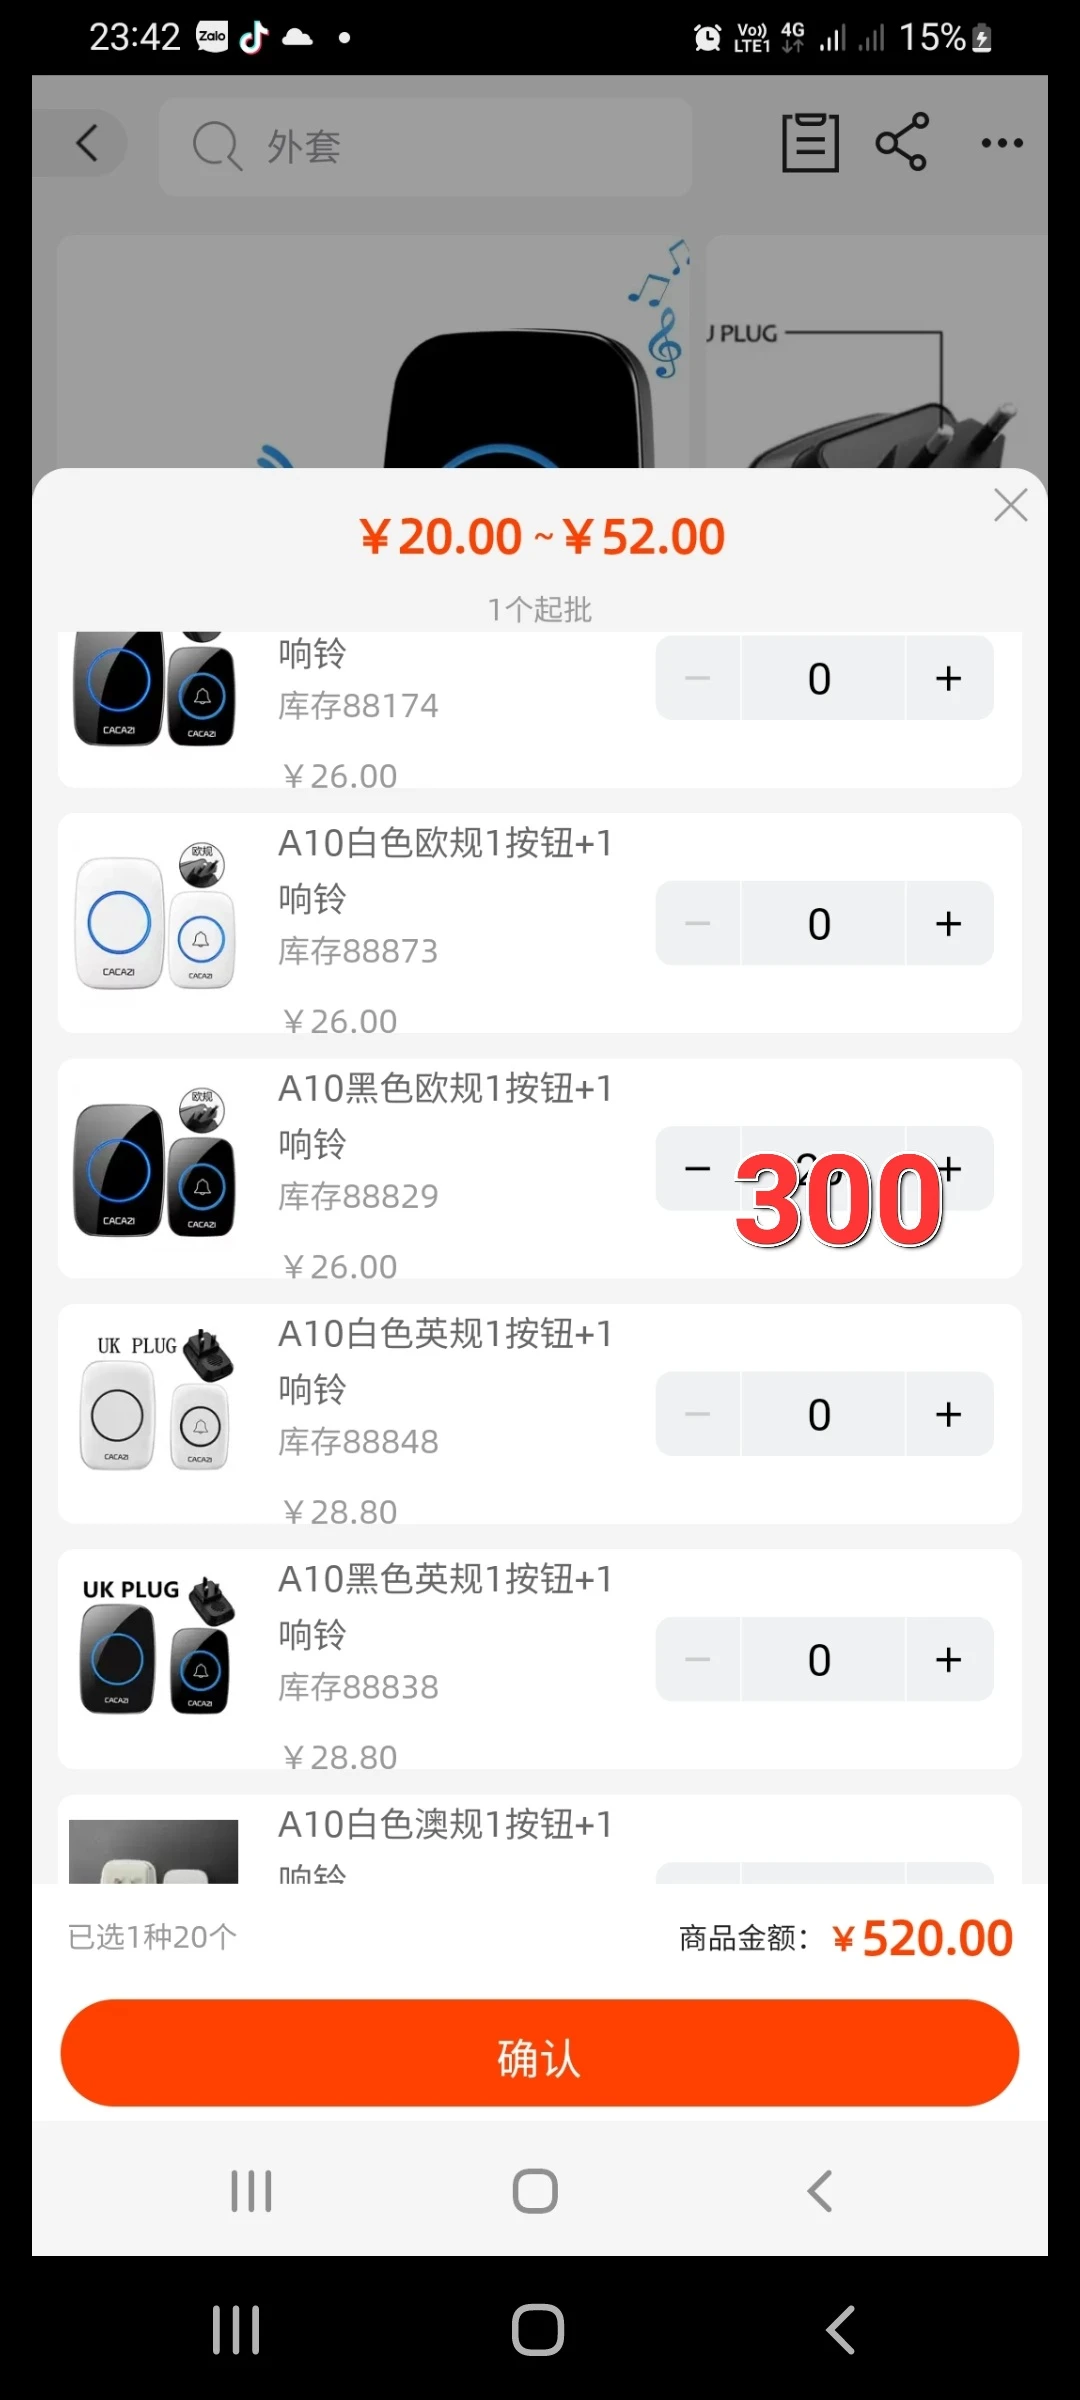 23:42 Zalo Vo)) LTE1 4G 15%
外套
U PLUG
¥20.00 ~ ¥52.00
1个起批
响铃
库存88174
0
CACAZI CACAZI
¥26.00
欧规
A10白色欧规1按钮+1
响铃
库存88873
0
CACAZI CACAZI
¥26.00
欧规
A10黑色欧规1按钮+1
响铃
库存88829
300
CACAZI CACAZI
¥26.00
UK PLUG
A10白色英规1按钮+1
响铃
库存88848
0
CACAZI CACAZI
¥28.80
UK PLUG
A10黑色英规1按钮+1
响铃
库存88838
0
CACAZI CACAZI
¥28.80
A10白色澳规1按钮+1
响铃
已选1种20个
商品金额: ¥520.00
确认